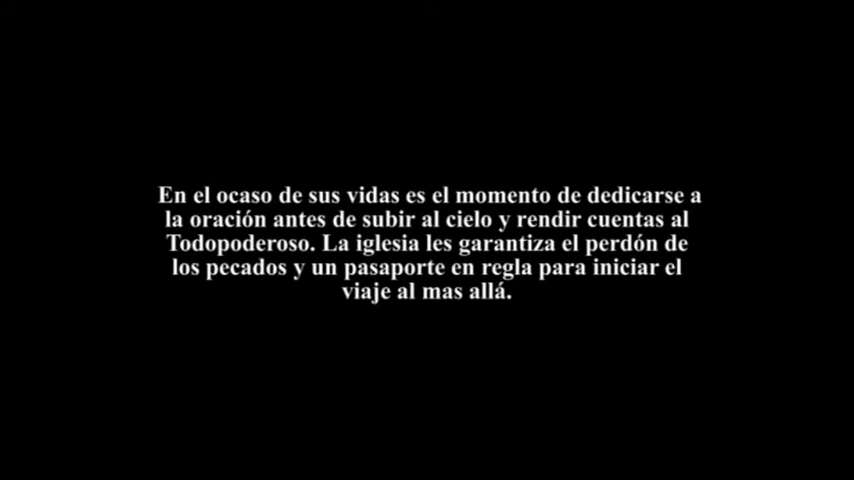 En el ocaso de sus vidas es el momento de dedicarse a
la oración antes de subir al cielo y rendir cuentas al
Todopoderoso. La iglesia les garantiza el perdón de
los pecados y un pasaporte en regla para iniciar el
viaje al mas allá.